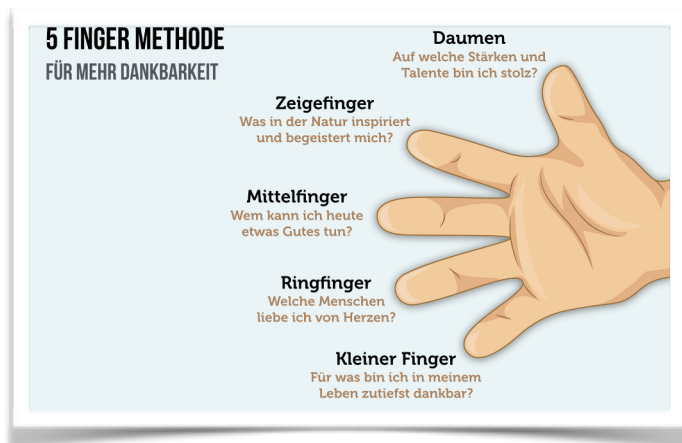 5 FINGER METHODE
FÜR MEHR DANKBARKEIT
Daumen
Auf welche Stärken und
Talente bin ich stolz?
Zeigefinger
Was in der Natur inspiriert
und begeistert mich?
Mittelfinger
Wem kann ich heute
etwas Gutes tun?
Ringfinger
Welche Menschen
liebe ich von Herzen?
Kleiner Finger
Für was bin ich in meinem
Leben zutiefst dankbar?